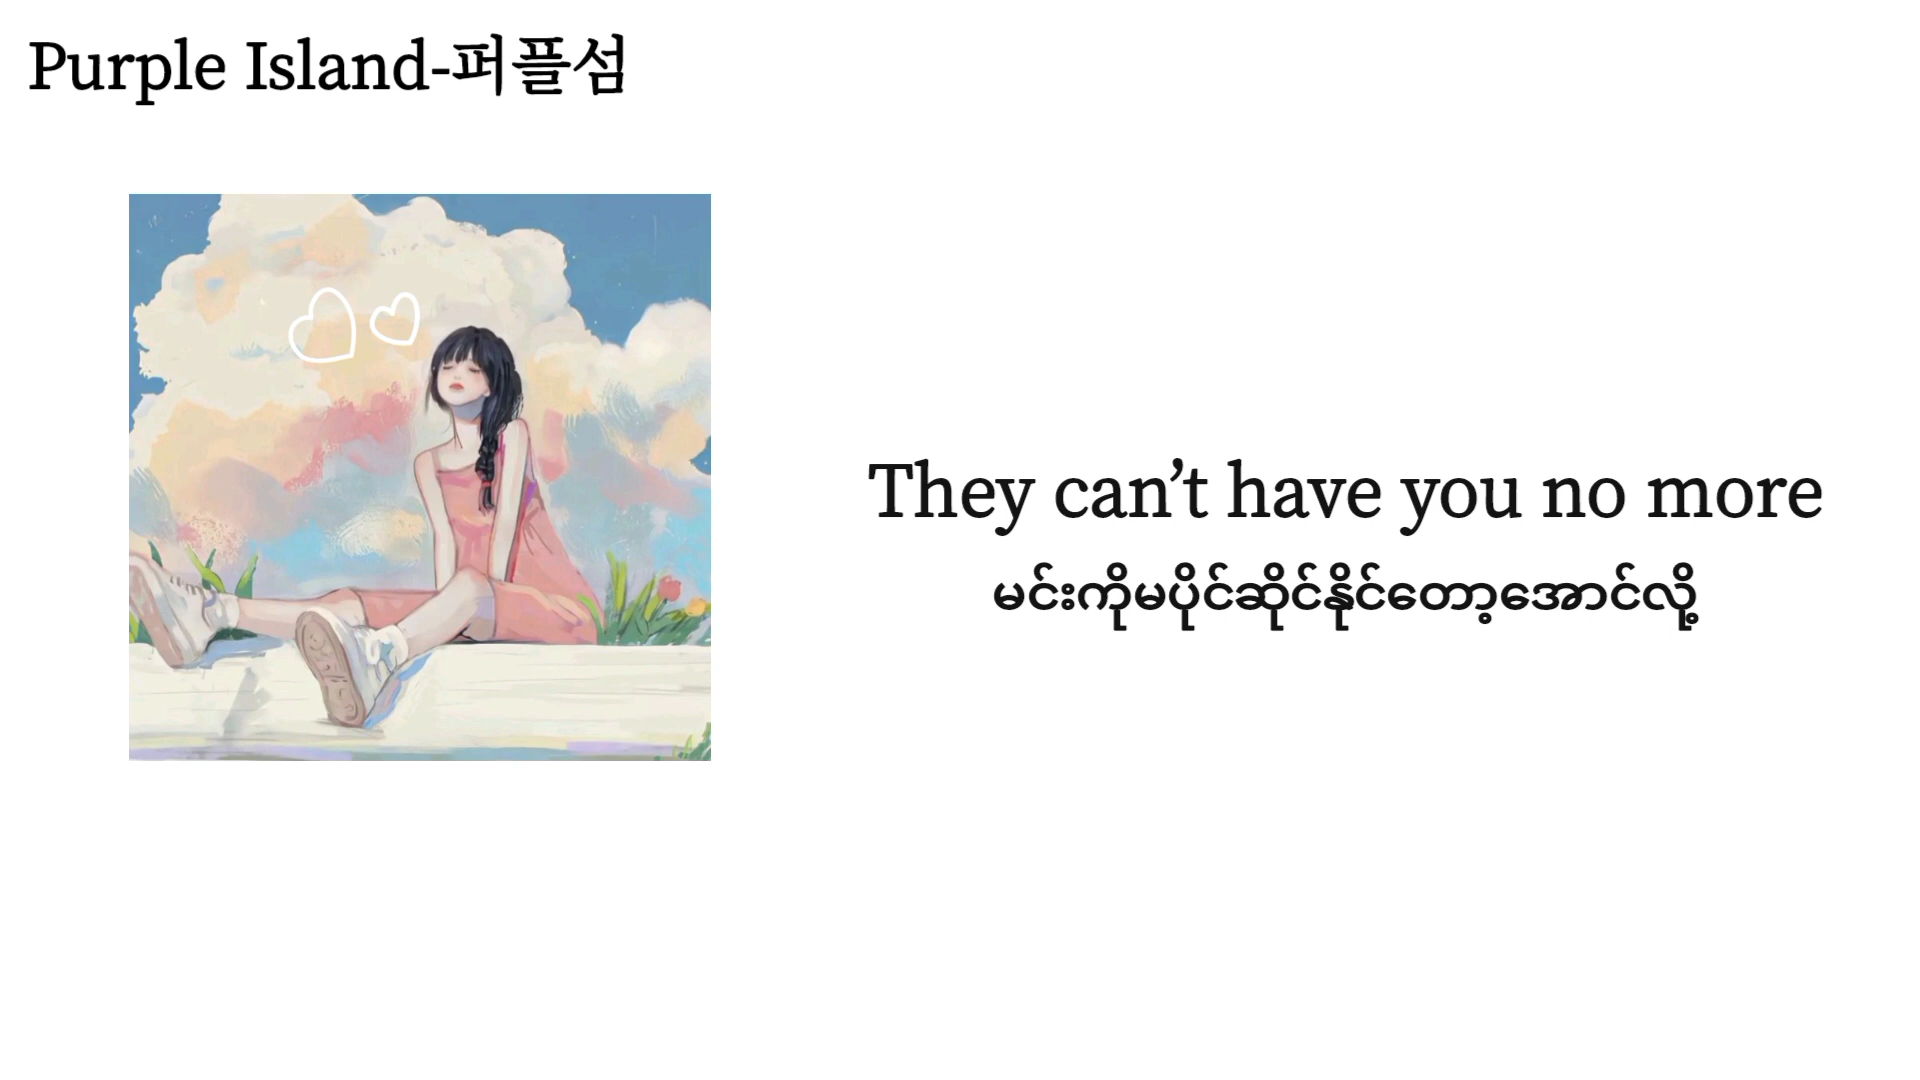 Purple Island-퍼플섬
They can’t have you no more
မင်းကိုမပိုင်ဆိုင်နိုင်တော့အောင်လို့